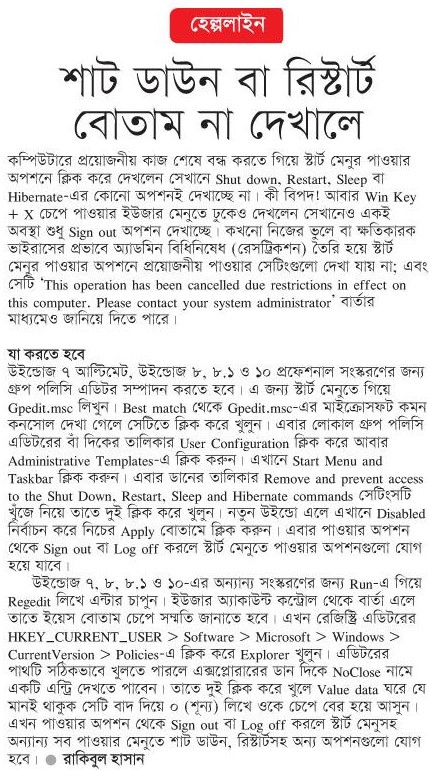 হেল্পলাইন
শাট ডাউন বা রিস্টার্ট
বোতাম না দেখালে
কম্পিউটারে প্রয়োজনীয় কাজ শেষে বন্ধ করতে গিয়ে স্টার্ট মেনুর পাওয়ার
অপশনে ক্লিক করে দেখলেন সেখানে Shut down, Restart, Sleep বা
Hibernate-এর কোনো অপশনই দেখাচ্ছে না। কী বিপদ! আবার Win Key
+ X চেপে পাওয়ার ইউজার মেনুতে ঢুকেও দেখলেন সেখানেও একই
অবস্থা শুধু Sign out অপশন দেখাচ্ছে। কখনো নিজের ভুলে বা ক্ষতিকারক
ভাইরাসের প্রভাবে অ্যাডমিন বিধিনিষেধ (রেসট্রিকশন) তৈরি হয়ে স্টার্ট
মেনুর পাওয়ার অপশনে প্রয়োজনীয় পাওয়ার সেটিংগুলো দেখা যায় না; এবং
সেটি 'This operation has been cancelled due restrictions in effect on
this computer. Please contact your system administrator' বার্তার
মাধ্যমেও জানিয়ে দিতে পারে।
যা করতে হবে
উইন্ডোজ ৭ আল্টিমেট, উইন্ডোজ ৮, ৮.১ ও ১০ প্রফেশনাল সংস্করণের জন্য
গ্রুপ পলিসি এডিটর সম্পাদন করতে হবে। এ জন্য স্টার্ট মেনুতে গিয়ে
Gpedit.msc লিখুন। Best match থেকে Gpedit.msc-এর মাইক্রোসফট কমন
কনসোল দেখা গেলে সেটিতে ক্লিক করে খুলুন। এবার লোকাল গ্রুপ পলিসি
এডিটরের বাঁ দিকের তালিকার User Configuration ক্লিক করে আবার
Administrative Templates-এ ক্লিক করুন। এখানে Start Menu and
Taskbar ক্লিক করুন। এবার ডানের তালিকার Remove and prevent access
to the Shut Down, Restart, Sleep and Hibernate commands সেটিংসটি
খুঁজে নিয়ে তাতে দুই ক্লিক করে খুলুন। নতুন উইন্ডো এলে এখানে Disabled
নির্বাচন করে নিচের Apply বোতামে ক্লিক করুন। এবার পাওয়ার অপশন
থেকে Sign out বা Log off করলে স্টার্ট মেনুতে পাওয়ার অপশনগুলো যোগ
হয়ে যাবে।
উইন্ডোজ ৭, ৮, ৮.১ ও ১০-এর অন্যান্য সংস্করণের জন্য Run-এ গিয়ে
Regedit লিখে এন্টার চাপুন। ইউজার অ্যাকাউন্ট কন্ট্রোল থেকে বার্তা এলে
তাতে ইয়েস বোতাম চেপে সম্মতি জানাতে হবে। এখন রেজিস্ট্রি এডিটরের
HKEY_CURRENT_USER > Software > Microsoft > Windows >
CurrentVersion > Policies-এ ক্লিক করে Explorer খুলুন। এডিটরের
পাথটি সঠিকভাবে খুলতে পারলে এক্সপ্লোরারের ডান দিকে NoClose নামে
একটি এন্ট্রি দেখতে পাবেন। তাতে দুই ক্লিক করে খুলে Value data ঘরে যে
মানই থাকুক সেটি বাদ দিয়ে ০ (শূন্য) লিখে ওকে চেপে বের হয়ে আসুন।
এখন পাওয়ার অপশন থেকে Sign out বা Log off করলে স্টার্ট মেনুসহ
অন্যান্য সব পাওয়ার মেনুতে শাট ডাউন, রিস্টার্টসহ অন্য অপশনগুলো যোগ
হবে। ● রাকিবুল হাসান